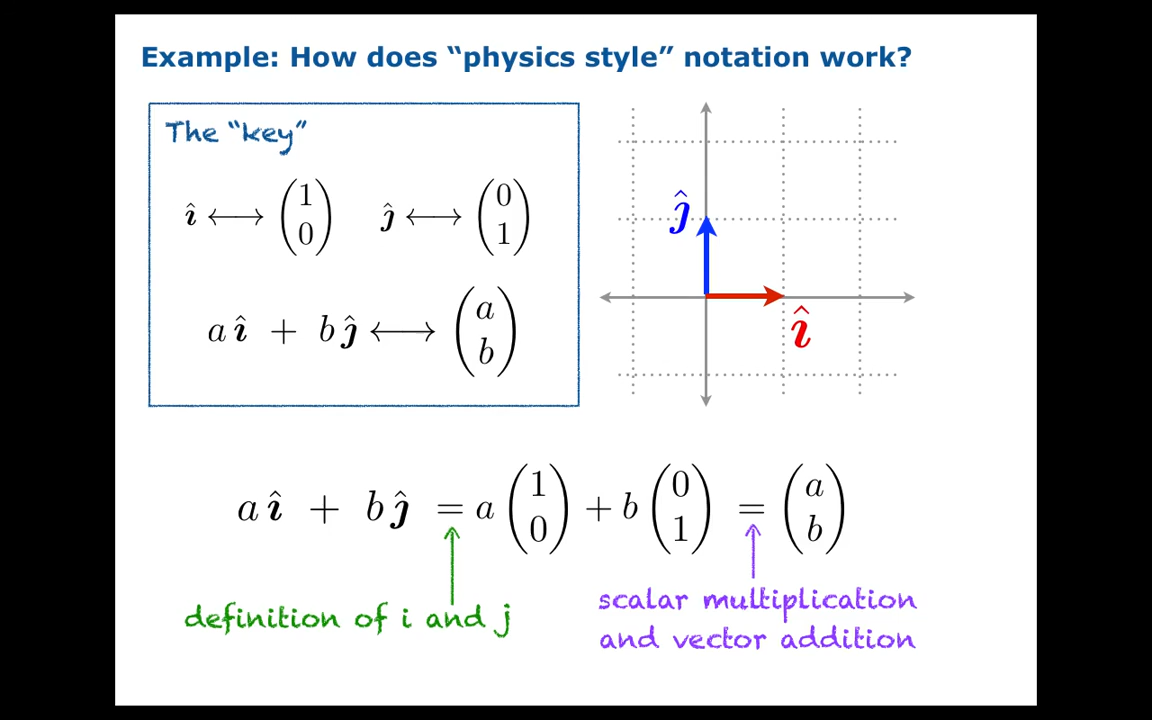 Example: How does “physics style” notation work?
The “key”
î ⟷ (1 0) ĵ ⟷ (0 1)
a î + b ĵ ⟷ (a b)
ĵ
î
a î + b ĵ = a (1 0) + b (0 1) = (a b)
definition of i and j
scalar multiplication
and vector addition